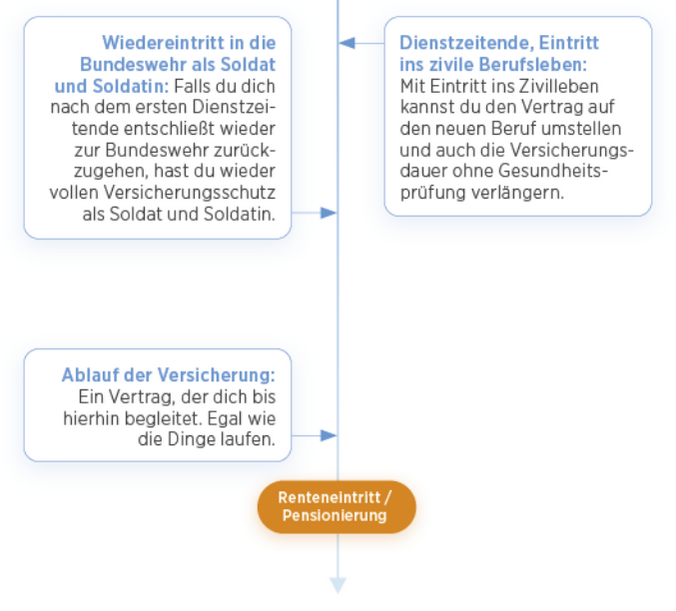 Wiedereintritt in die
Bundeswehr als Soldat
und Soldatin: Falls du dich
nach dem ersten Dienstzei-
tende entschließt wieder
zur Bundeswehr zurück-
zugehen, hast du wieder
vollen Versicherungsschutz
als Soldat und Soldatin.
Dienstzeitende, Eintritt
ins zivile Berufsleben:
Mit Eintritt ins Zivilleben
kannst du den Vertrag auf
den neuen Beruf umstellen
und auch die Versicherungs-
dauer ohne Gesundheits-
prüfung verlängern.
Ablauf der Versicherung:
Ein Vertrag, der dich bis
hierhin begleitet. Egal wie
die Dinge laufen.
Renteneintritt /
Pensionierung